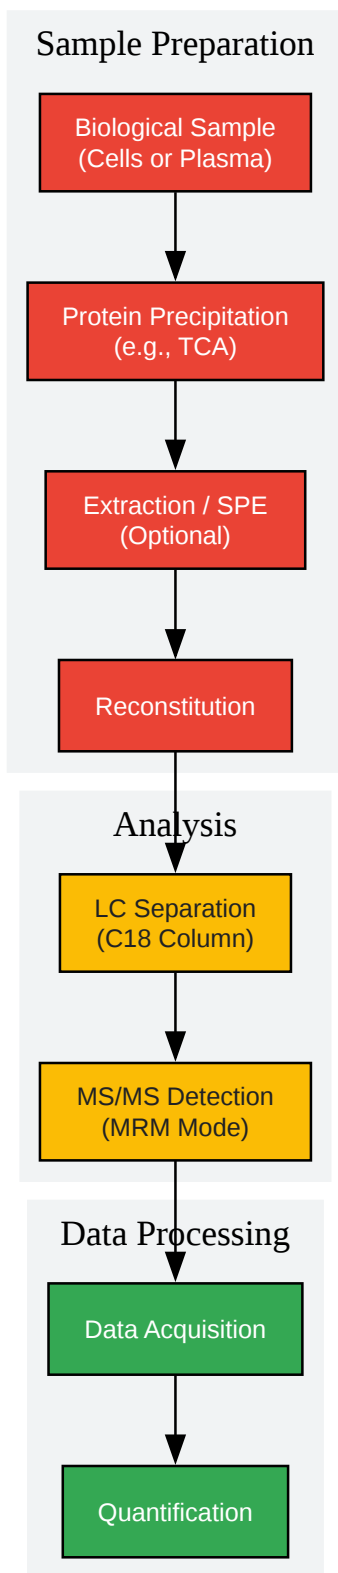 Sample Preparation
Biological Sample
(Cells or Plasma)
Protein Precipitation
(e.g., TCA)
Extraction / SPE
(Optional)
Reconstitution
Analysis
LC Separation
(C18 Column)
MS/MS Detection
(MRM Mode)
Data Processing
Data Acquisition
Quantification